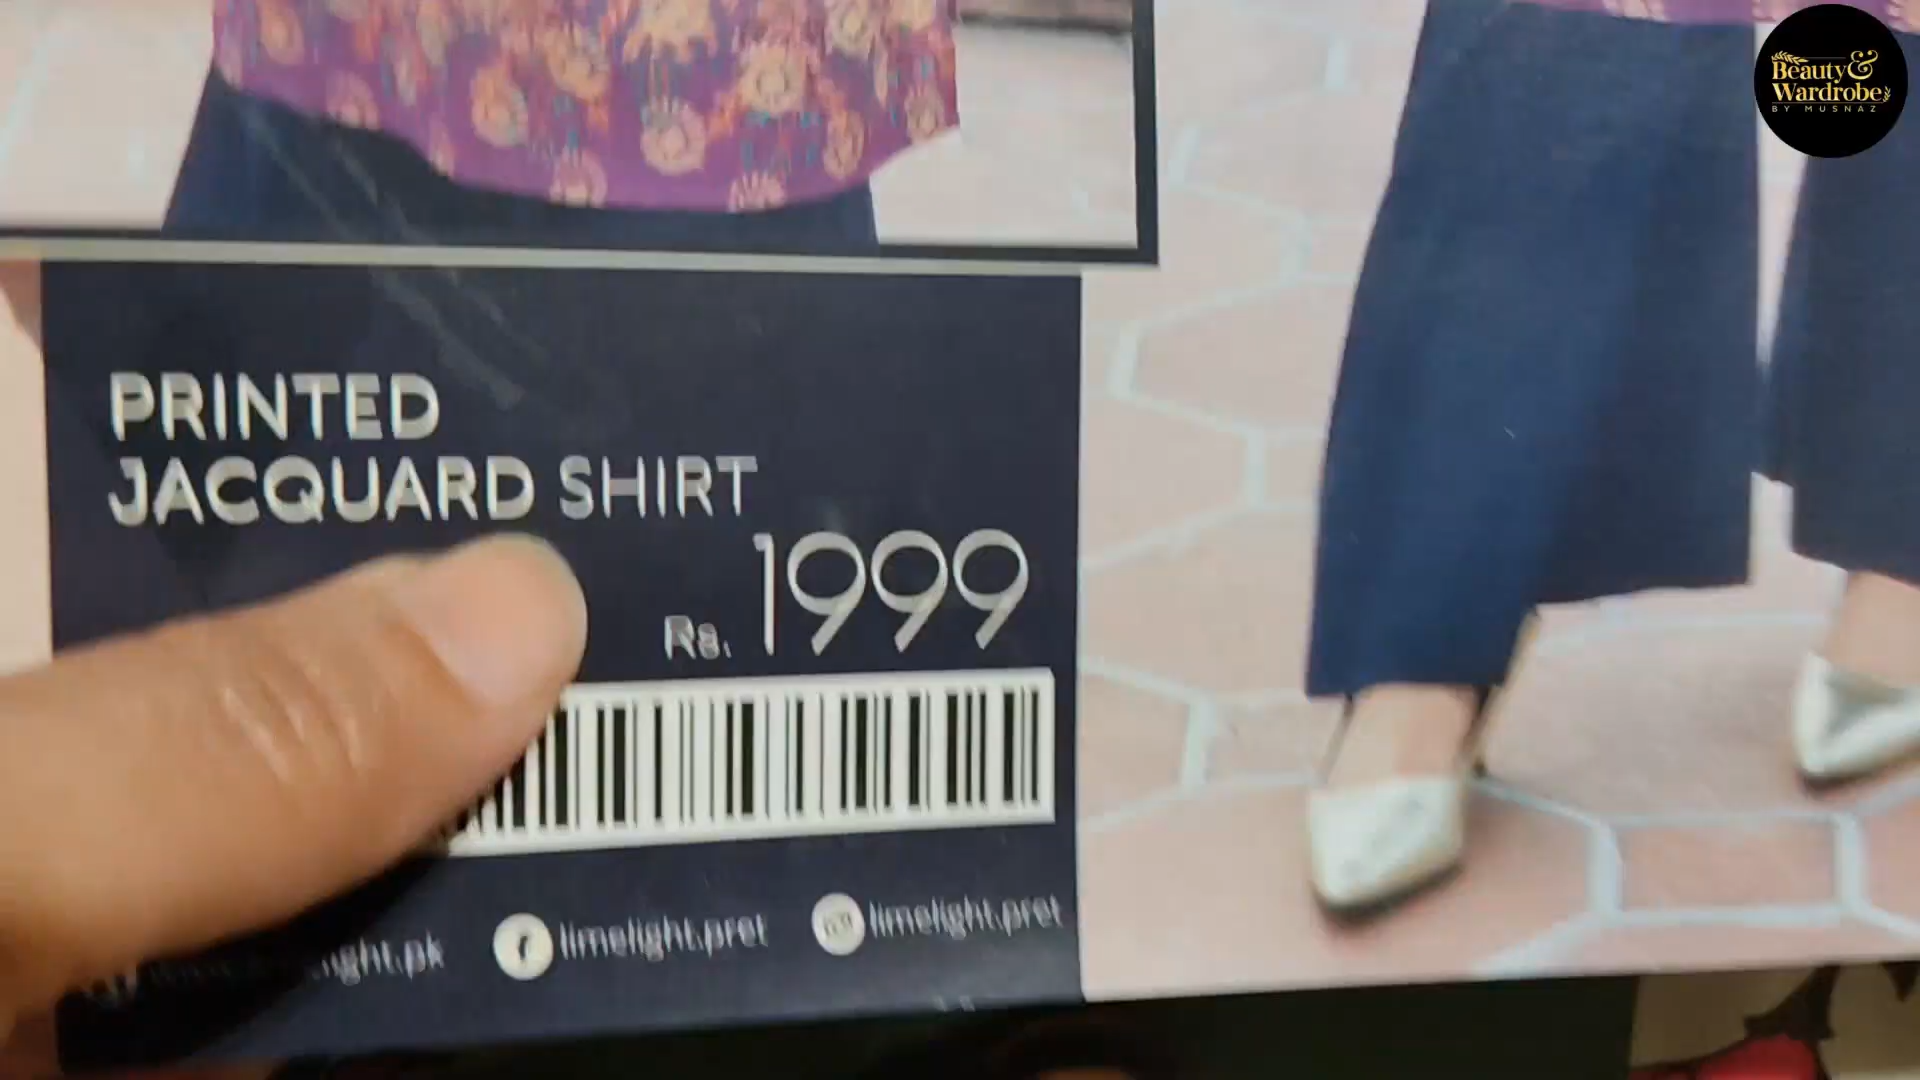 Beauty &
Wardrobe
BY MUSNAZ
PRINTED
JACQUARD SHIRT
Rs. 1999
limelight.pret
limelight.pret